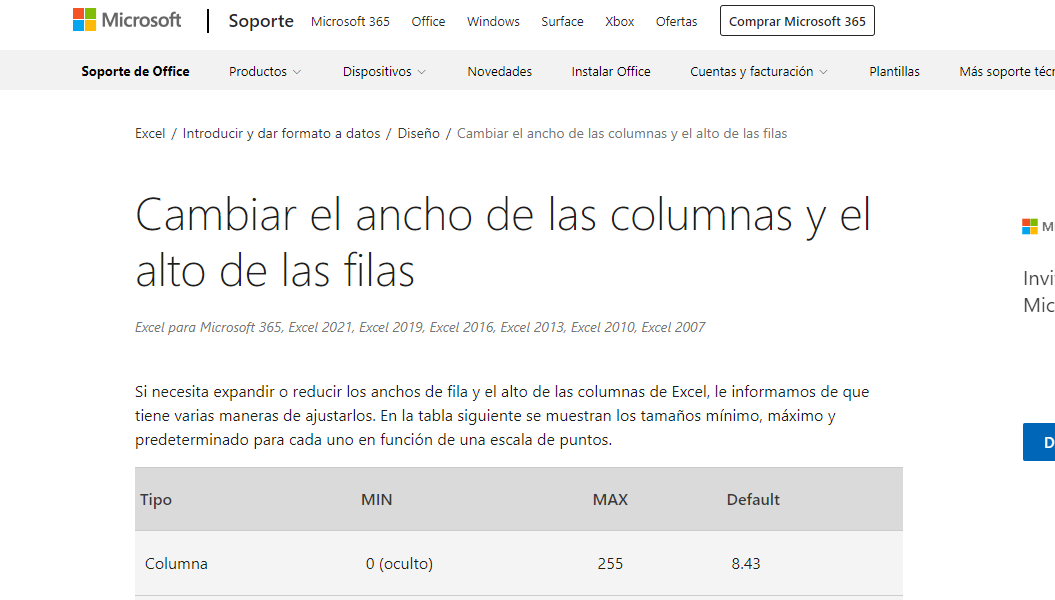 Microsoft Soporte Microsoft 365 Office Windows Surface Xbox Ofertas Comprar Microsoft 365
Soporte de Office Productos Dispositivos Novedades Instalar Office Cuentas y facturación Plantillas Más soporte técn
Excel / Introducir y dar formato a datos / Diseño / Cambiar el ancho de las columnas y el alto de las filas
Cambiar el ancho de las columnas y el
alto de las filas
Excel para Microsoft 365, Excel 2021, Excel 2019, Excel 2016, Excel 2013, Excel 2010, Excel 2007
Si necesita expandir o reducir los anchos de fila y el alto de las columnas de Excel, le informamos de que
tiene varias maneras de ajustarlos. En la tabla siguiente se muestran los tamaños mínimo, máximo y
predeterminado para cada uno en función de una escala de puntos.
Tipo MIN MAX Default
Columna 0 (oculto) 255 8.43
Invi
Mic
D